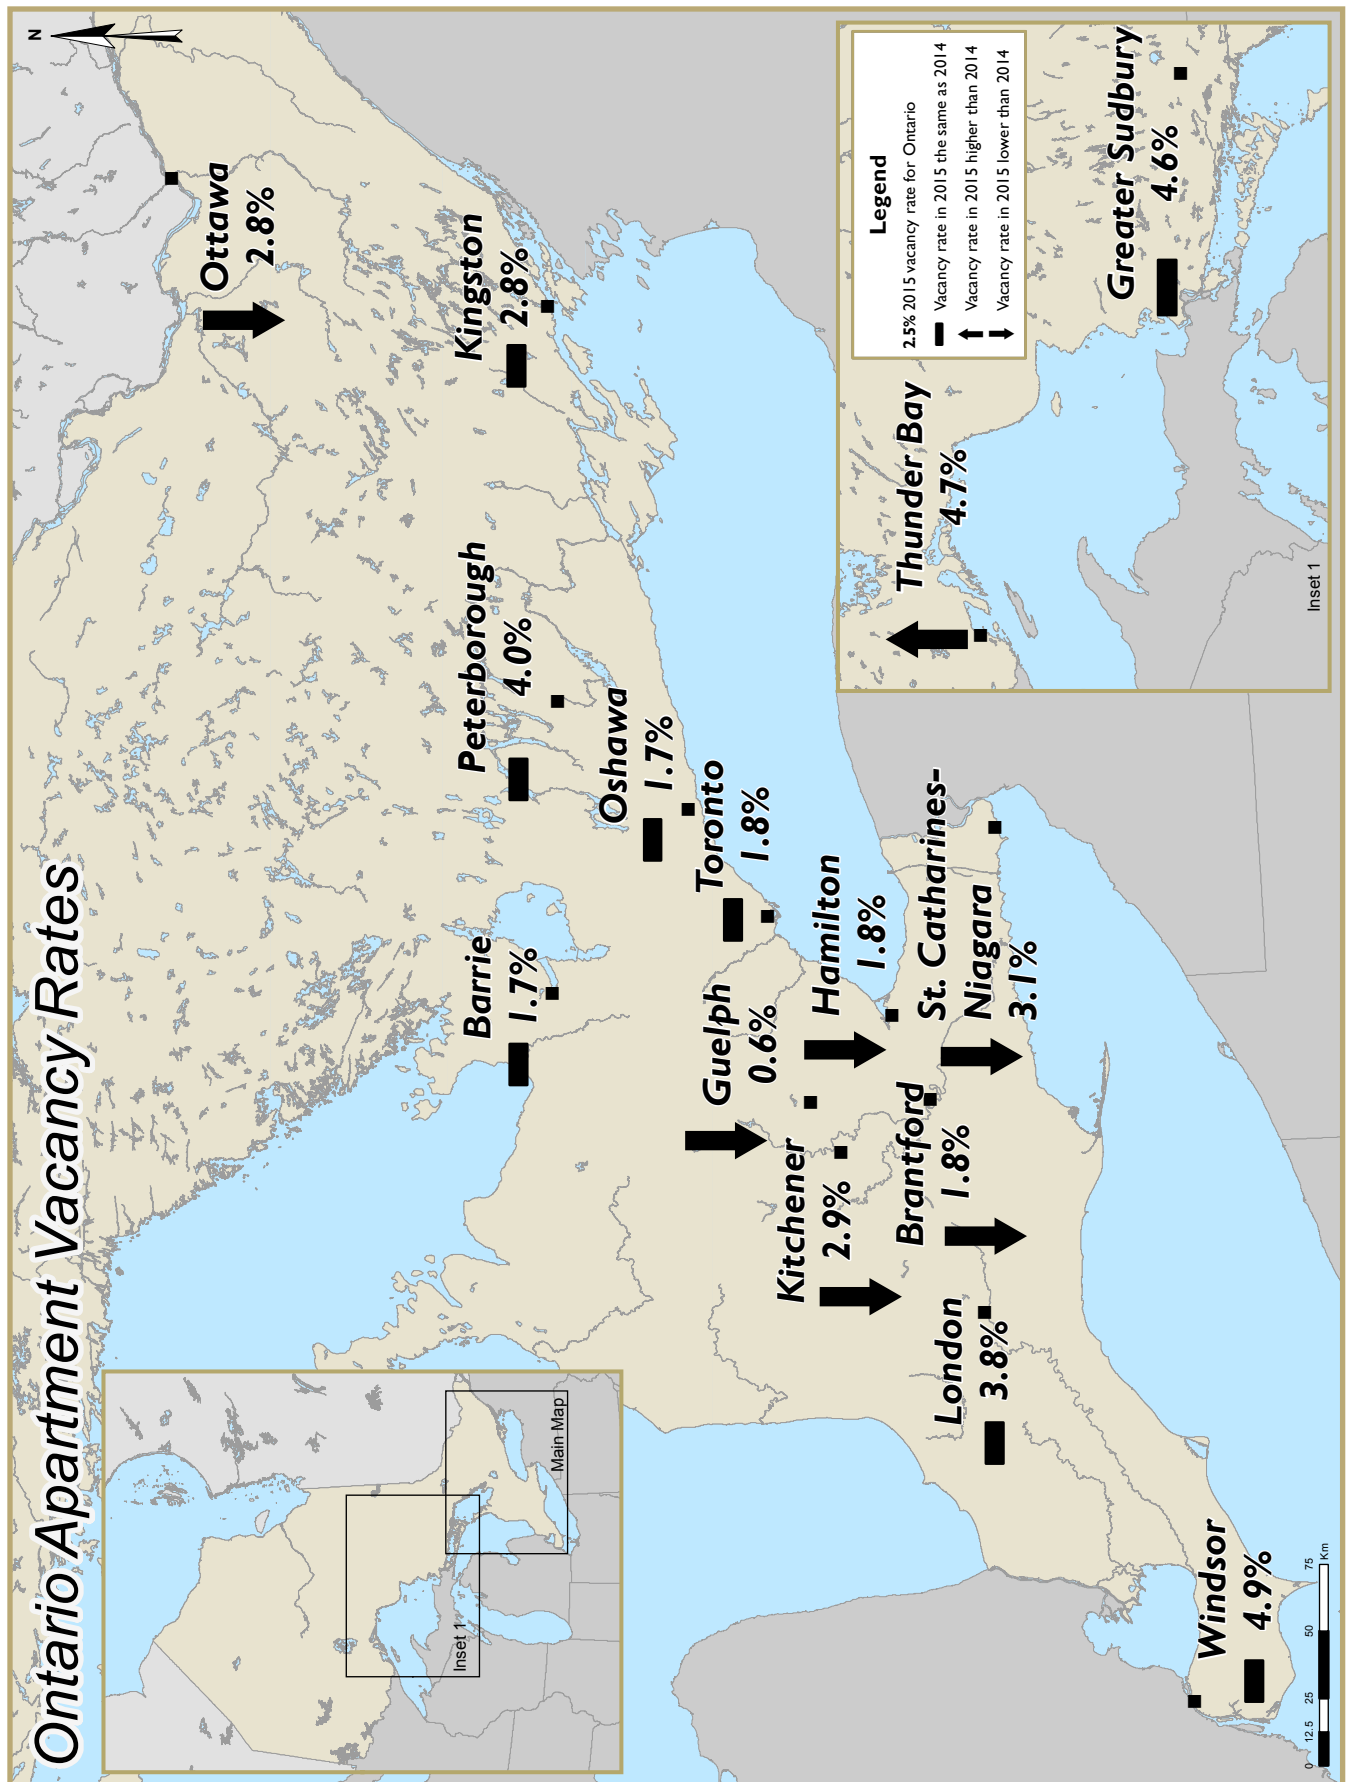 Ontario Apartment Vacancy Rates
N
Ottawa
2.8%
Kingston
2.8%
Peterborough
4.0%
Oshawa
1.7%
Toronto
1.8%
Barrie
1.7%
Guelph
0.6%
Hamilton
1.8%
St. Catharines-
Niagara
3.1%
Kitchener
2.9%
Brantford
1.8%
London
3.8%
Windsor
4.9%
Inset 1
Main Map
Legend
2.5% 2015 vacancy rate for Ontario
Vacancy rate in 2015 the same as 2014
Vacancy rate in 2015 higher than 2014
Vacancy rate in 2015 lower than 2014
Thunder Bay
4.7%
Greater Sudbury
4.6%
Inset 1
0 12.5 25 50 75
Km